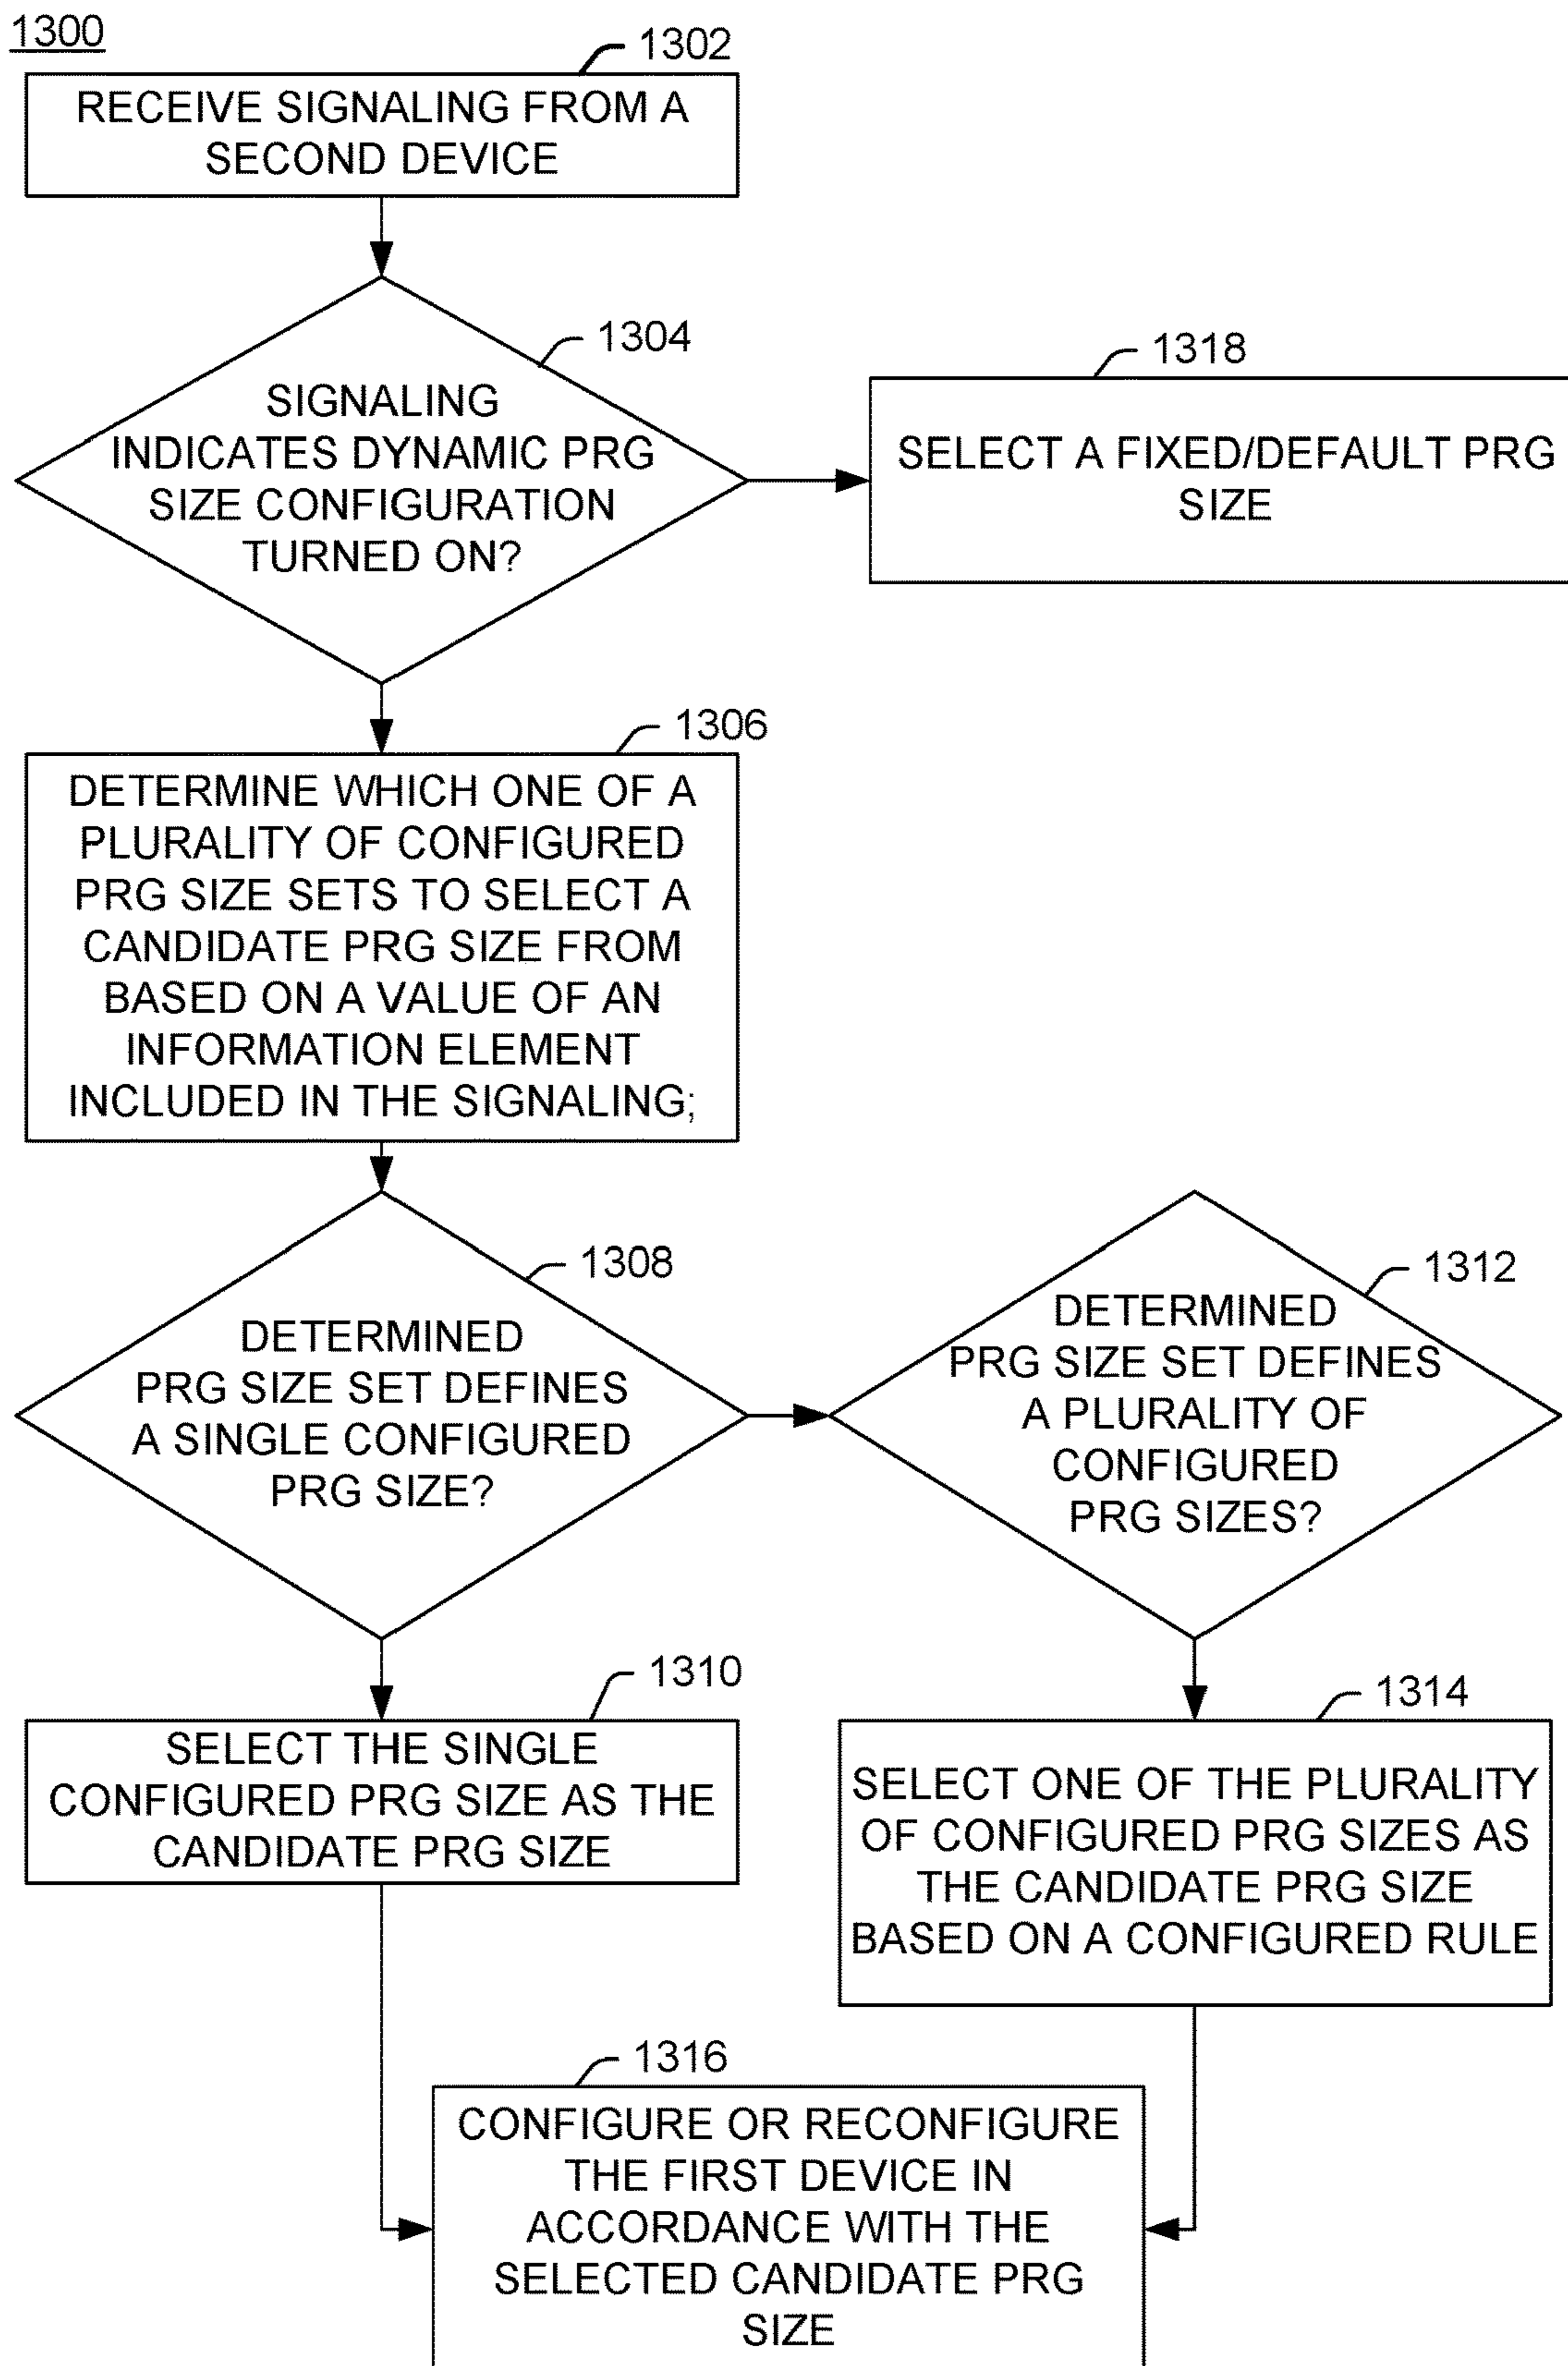 1300
1302
RECEIVE SIGNALING FROM A
SECOND DEVICE
1304
SIGNALING
INDICATES DYNAMIC PRG
SIZE CONFIGURATION
TURNED ON?
1318
SELECT A FIXED/DEFAULT PRG
SIZE
1306
DETERMINE WHICH ONE OF A
PLURALITY OF CONFIGURED
PRG SIZE SETS TO SELECT A
CANDIDATE PRG SIZE FROM
BASED ON A VALUE OF AN
INFORMATION ELEMENT
INCLUDED IN THE SIGNALING;
1308
DETERMINED
PRG SIZE SET DEFINES
A SINGLE CONFIGURED
PRG SIZE?
1312
DETERMINED
PRG SIZE SET DEFINES
A PLURALITY OF
CONFIGURED
PRG SIZES?
1310
SELECT THE SINGLE
CONFIGURED PRG SIZE AS THE
CANDIDATE PRG SIZE
1314
SELECT ONE OF THE PLURALITY
OF CONFIGURED PRG SIZES AS
THE CANDIDATE PRG SIZE
BASED ON A CONFIGURED RULE
1316
CONFIGURE OR RECONFIGURE
THE FIRST DEVICE IN
ACCORDANCE WITH THE
SELECTED CANDIDATE PRG
SIZE